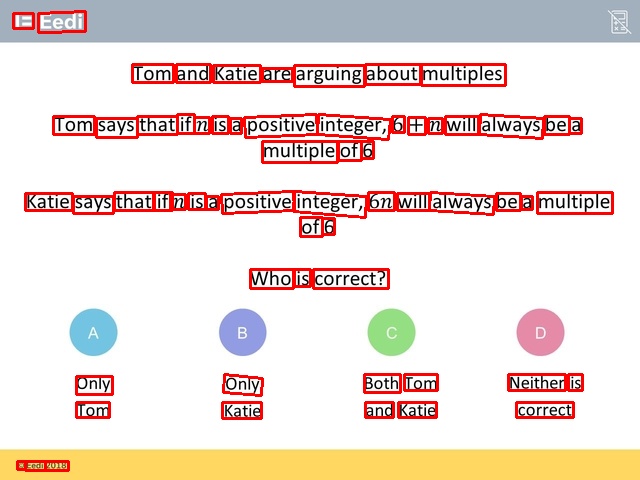 Eedi
Tom and Katie are arguing about multiples
Tom says that if n is a positive integer, 6 + n will always be a
multiple of 6
Katie says that if n is a positive integer, 6n will always be a multiple
of 6
Who is correct?
A B C D
Only Only Both Tom Neither is
Tom Katie and Katie correct
© Eedi 2018